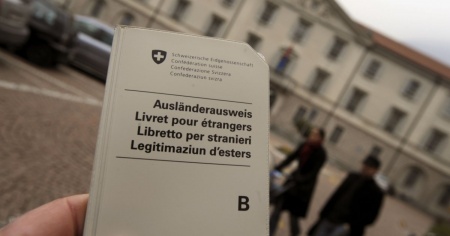 Schweizerische Eidgenossenschaft
Confédération suisse
Confederazione Svizzera
Confederaziun svizra
Ausländerausweis
Livret pour étrangers
Libretto per stranieri
Legitimaziun d'esters
B